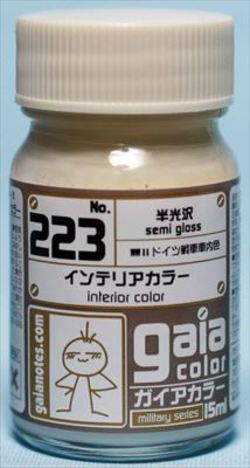 No.
223
半光沢
semi gloss
ドイツ戦車車内色
インテリアカラー
interior color
gaianotes.com
gaia
color
ガイアカラー
military series
15ml